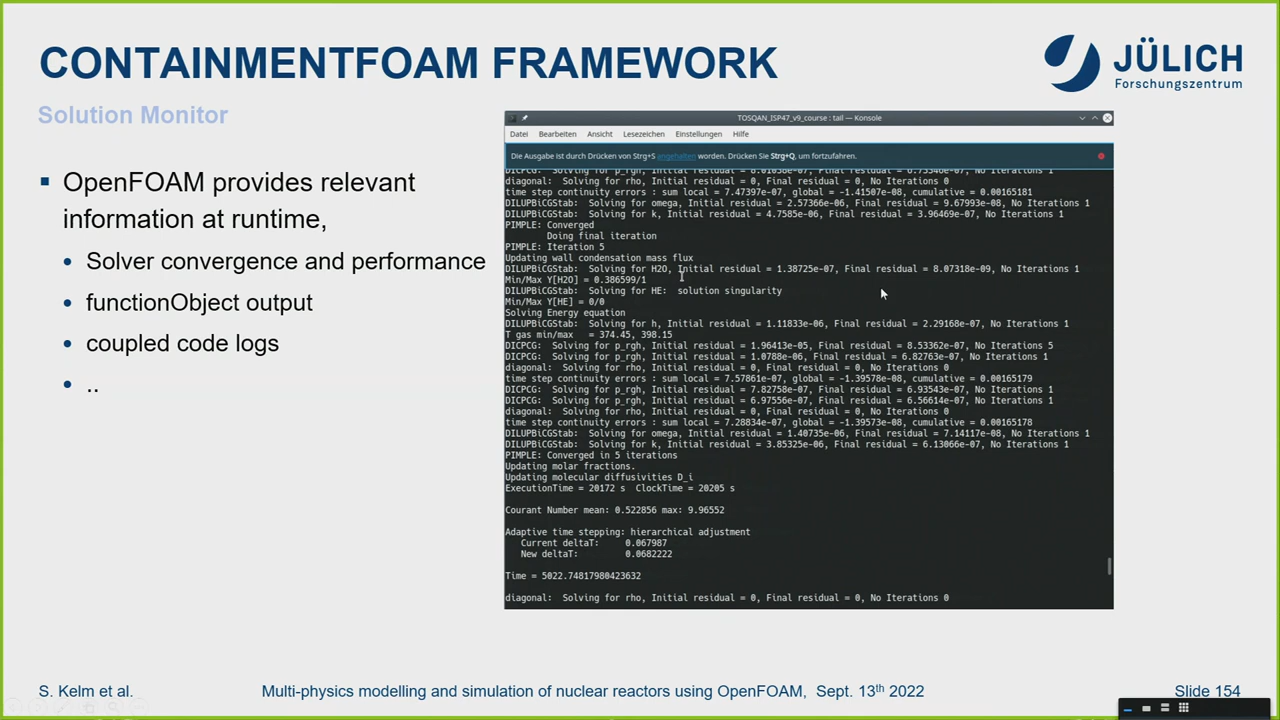 CONTAINMENTFOAM FRAMEWORK
JÜLICH
Forschungszentrum
Solution Monitor
OpenFOAM provides relevant
information at runtime,
Solver convergence and performance
functionObject output
coupled code logs
..
TOSQAN_ISP47_v9_course : tail — Konsole
Datei Bearbeiten Ansicht Lesezeichen Einstellungen Hilfe
Die Ausgabe ist durch Drücken von Strg+S angehalten worden. Drücken Sie Strg+Q, um fortzufahren.
DICPCG: Solving for p_rgh, Initial residual = 8.01038e-07, Final residual = 6.75546e-07, No Iterations 1
diagonal: Solving for rho, Initial residual = 0, Final residual = 0, No Iterations 0
time step continuity errors : sum local = 7.47397e-07, global = -1.41507e-08, cumulative = 0.00165181
DILUPBiCGStab: Solving for omega, Initial residual = 2.57366e-06, Final residual = 9.67993e-08, No Iterations 1
DILUPBiCGStab: Solving for k, Initial residual = 4.7585e-06, Final residual = 3.96469e-07, No Iterations 1
PIMPLE: Converged
Doing final iteration
PIMPLE: Iteration 5
Updating wall condensation mass flux
DILUPBiCGStab: Solving for H2O, Initial residual = 1.38725e-07, Final residual = 8.07318e-09, No Iterations 1
Min/Max Y[H2O] = 0.386599/1
DILUPBiCGStab: Solving for HE: solution singularity
Min/Max Y[HE] = 0/0
Solving Energy equation
DILUPBiCGStab: Solving for h, Initial residual = 1.11833e-06, Final residual = 2.29168e-07, No Iterations 1
T gas min/max = 374.45, 398.15
DICPCG: Solving for p_rgh, Initial residual = 1.96413e-05, Final residual = 8.53362e-07, No Iterations 5
DICPCG: Solving for p_rgh, Initial residual = 1.0788e-06, Final residual = 6.82763e-07, No Iterations 1
diagonal: Solving for rho, Initial residual = 0, Final residual = 0, No Iterations 0
time step continuity errors : sum local = 7.57861e-07, global = -1.39578e-08, cumulative = 0.00165179
DICPCG: Solving for p_rgh, Initial residual = 7.82758e-07, Final residual = 6.93543e-07, No Iterations 1
DICPCG: Solving for p_rgh, Initial residual = 6.97556e-07, Final residual = 6.56614e-07, No Iterations 1
diagonal: Solving for rho, Initial residual = 0, Final residual = 0, No Iterations 0
time step continuity errors : sum local = 7.28834e-07, global = -1.39573e-08, cumulative = 0.00165178
DILUPBiCGStab: Solving for omega, Initial residual = 1.40735e-06, Final residual = 7.14117e-08, No Iterations 1
DILUPBiCGStab: Solving for k, Initial residual = 3.85325e-06, Final residual = 6.13066e-07, No Iterations 1
PIMPLE: Converged in 5 iterations
Updating molar fractions.
Updating molecular diffusivities D_i
ExecutionTime = 20172 s ClockTime = 20205 s
Courant Number mean: 0.522856 max: 9.96552
Adaptive time stepping: hierarchical adjustment
Current deltaT: 0.067987
New deltaT: 0.0682222
Time = 5022.74817980423632
diagonal: Solving for rho, Initial residual = 0, Final residual = 0, No Iterations 0
S. Kelm et al. Multi-physics modelling and simulation of nuclear reactors using OpenFOAM, Sept. 13th 2022 Slide 154